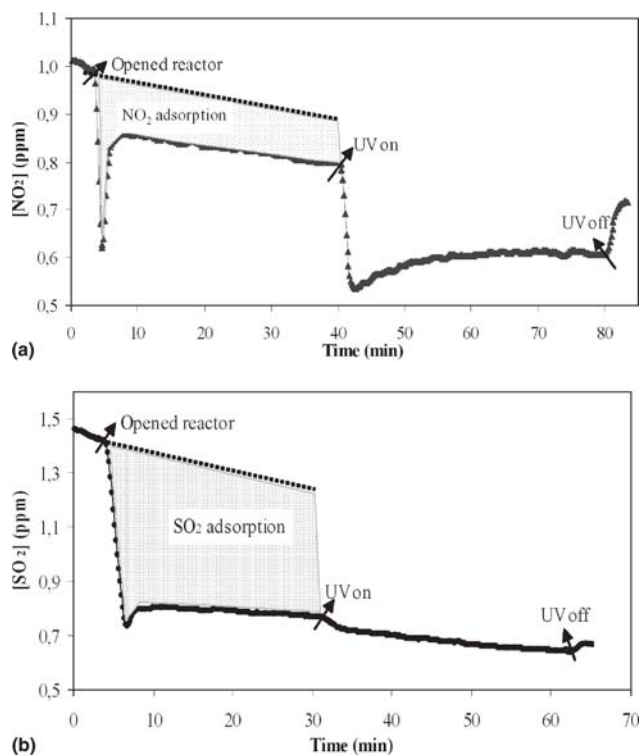 1,1
1,0
0,9
0,8
0,7
0,6
0,5
[NO2] (ppm)
Opened reactor
NO2 adsorption
UV on
UV off
0 10 20 30 40 50 60 70 80
Time (min)
(a)
1,5
1,3
1,1
0,9
0,7
0,5
[SO2] (ppm)
Opened reactor
SO2 adsorption
UV on
UV off
0 10 20 30 40 50 60 70
Time (min)
(b)